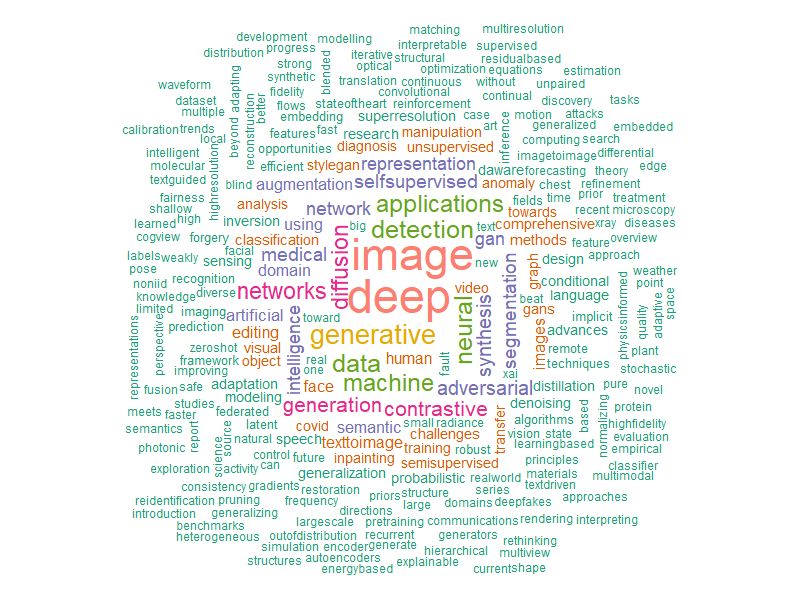 matching multiresolution
development modelling interpretable supervised
distribution progress iterative structural residualbased
strong optical optimization equations estimation
synthetic blended translation continuous without unpaired
waveform adapting fidelity convolutional continual discovery tasks
dataset better flows stateoftheart reinforcement case motion attacks
multiple beyond embedding superresolution art generalized embedded
calibration trends reconstruction features fast research manipulation inference computing search
local opportunities diagnosis unsupervised imagetoimage differential
intelligent highresolution efficient stylegan representation daware forecasting theory edge
molecular blind augmentation selfsupervised anomaly chest refinement
textguided fairness analysis applications fields time prior treatment
shallow high network towards recent microscopy
learned inversion using big detection text comprehensive xray diseases
cogview forgery classification diffusion image gan methods feature overview
labels weakly facial medical new graph design approach
pose sensing domain segmentation conditional weather
noniid recognition networks deep video language point
knowledge diverse neural synthesis beat physicsinformed quality adaptive space
limited imaging artificial toward gans implicit
representations perspective prediction editing generative images advances
zeroshot visual intelligence real data human fault remote plant
framework object one xai techniques stochastic
improving face machine adversarial distillation pure novel
fusion safe adaptation modeling
studies generation contrastive denoising based normalizing protein
meets faster federated latent covid semantic small radiance transfer algorithms highfidelity
semantics report source natural speech texttoimage challenges vision state evaluation
photonic control future inpainting training robust learningbased empirical
exploration science activity can semisupervised principles classifier
generalization probabilistic realworld materials multimodal
consistency gradients restoration priors structure series textdriven
reidentification pruning frequency large domains deepfakes approaches
introduction generalizing directions
benchmarks largescale pretraining communications rendering interpreting
heterogeneous outofdistribution recurrent generators rethinking
simulation encoder generate hierarchical multiview
structures autoencoders explainable
energybased current shape